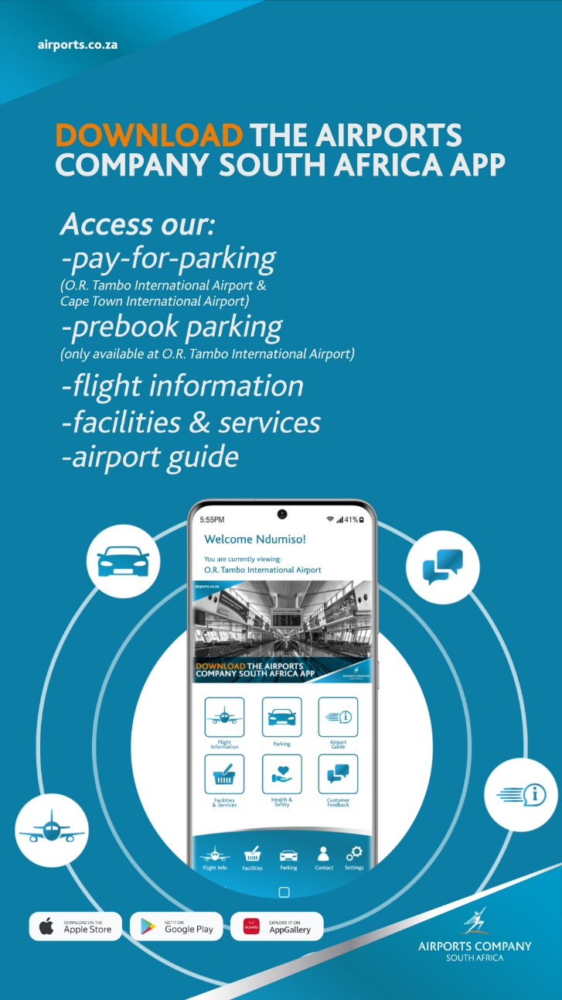 airports.co.za
DOWNLOAD THE AIRPORTS
COMPANY SOUTH AFRICA APP
Access our:
-pay-for-parking
(O.R. Tambo International Airport &
Cape Town International Airport)
-prebook parking
(only available at O.R. Tambo International Airport)
-flight information
-facilities & services
-airport guide
5:55PM
41%
Welcome Ndumiso!
You are currently viewing:
O.R. Tambo International Airport
airports.co.za
DOWNLOAD THE AIRPORTS
COMPANY SOUTH AFRICA APP
AIRPORTS COMPANY
SOUTH AFRICA
Flight
Information
Parking
Airport
Guide
Facilities
& Services
Health &
Safety
Customer
Feedback
Flight Info
Facilities
Parking
Contact
Settings
DOWNLOAD ON THE
Apple Store
GET IT ON
Google Play
HUAWEI
EXPLORE IT ON
AppGallery
AIRPORTS COMPANY
SOUTH AFRICA